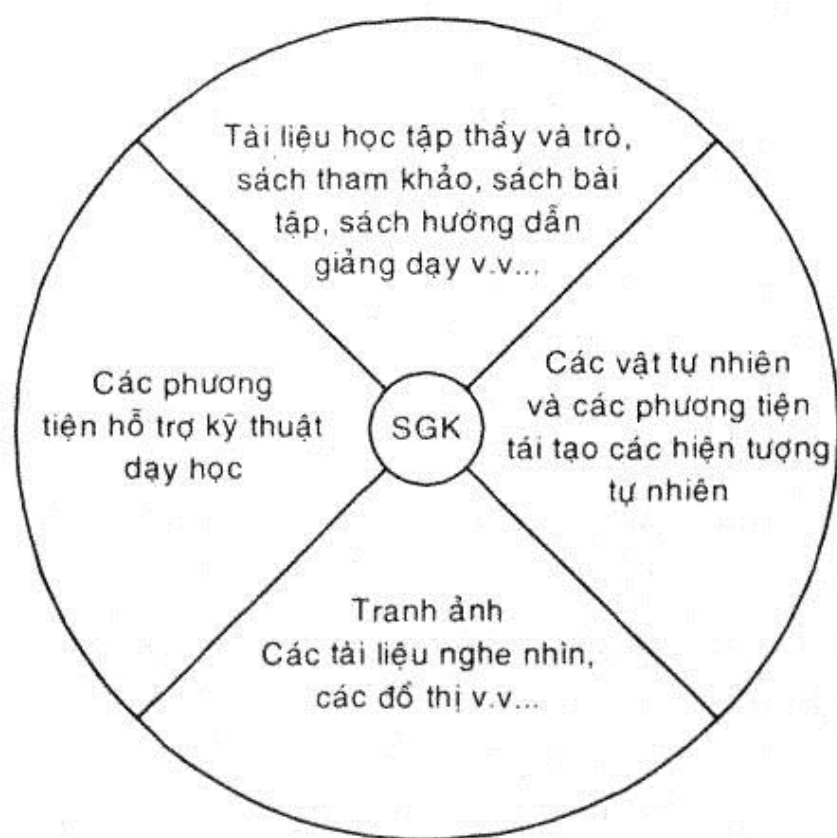 Tài liệu học tập thầy và trò,
sách tham khảo, sách bài
tập, sách hướng dẫn
giảng dạy v.v...
Các phương
tiện hỗ trợ kỹ thuật
dạy học
SGK
Các vật tự nhiên
và các phương tiện
tái tạo các hiện tượng
tự nhiên
Tranh ảnh
Các tài liệu nghe nhìn,
các đồ thị v.v...